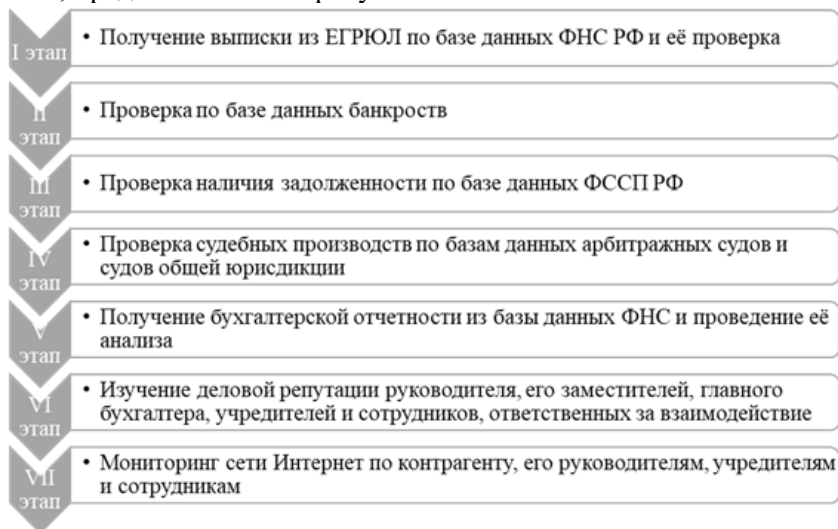 I этап
• Получение выписки из ЕГРЮЛ по базе данных ФНС РФ и её проверка
II
этап
• Проверка по базе данных банкротств
III
этап
• Проверка наличия задолженности по базе данных ФССП РФ
IV
этап
• Проверка судебных производств по базам данных арбитражных судов и
судов общей юрисдикции
V
этап
• Получение бухгалтерской отчетности из базы данных ФНС и проведение её
анализа
VI
этап
• Изучение деловой репутации руководителя, его заместителей, главного
бухгалтера, учредителей и сотрудников, ответственных за взаимодействие
VII
этап
• Мониторинг сети Интернет по контрагенту, его руководителям, учредителям
и сотрудникам